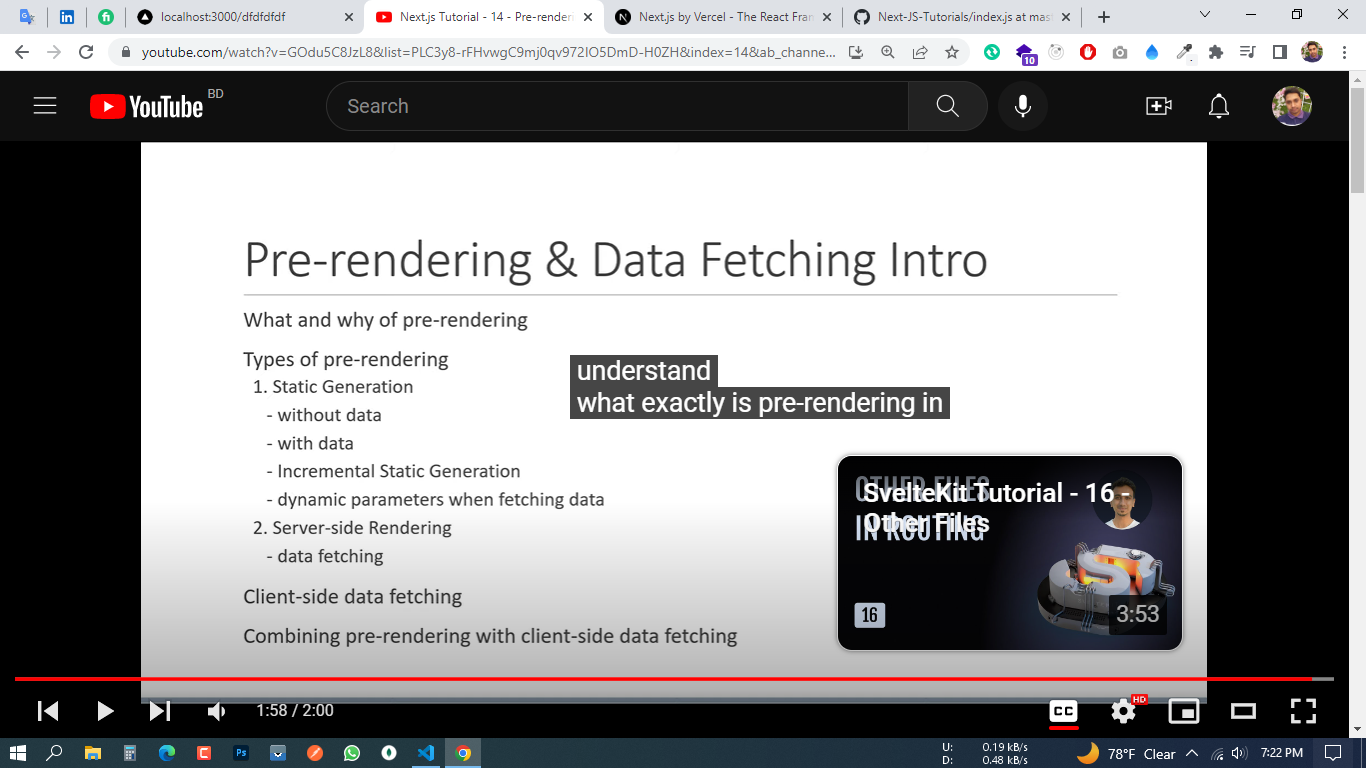 localhost:3000/dfdfdfdf
Next.js Tutorial - 14 - Pre-render
Next.js by Vercel - The React Fram
Next-JS-Tutorials/index.js at mast
youtube.com/watch?v=GOdu5C8JzL8&list=PLC3y8-rFHvwgC9mj0qv972IO5DmD-H0ZH&index=14&ab_channe...
10
YouTube
BD
Search
Pre-rendering & Data Fetching Intro
What and why of pre-rendering
Types of pre-rendering
1. Static Generation
- without data
- with data
- Incremental Static Generation
- dynamic parameters when fetching data
2. Server-side Rendering
- data fetching
Client-side data fetching
Combining pre-rendering with client-side data fetching
understand
what exactly is pre-rendering in
OTHER FILES
IN ROUTING
SvelteKit Tutorial - 16 -
Other Files
16
3:53
1:58 / 2:00
CC
HD
U: 0.19 kB/s
D: 0.48 kB/s
78°F Clear
7:22 PM